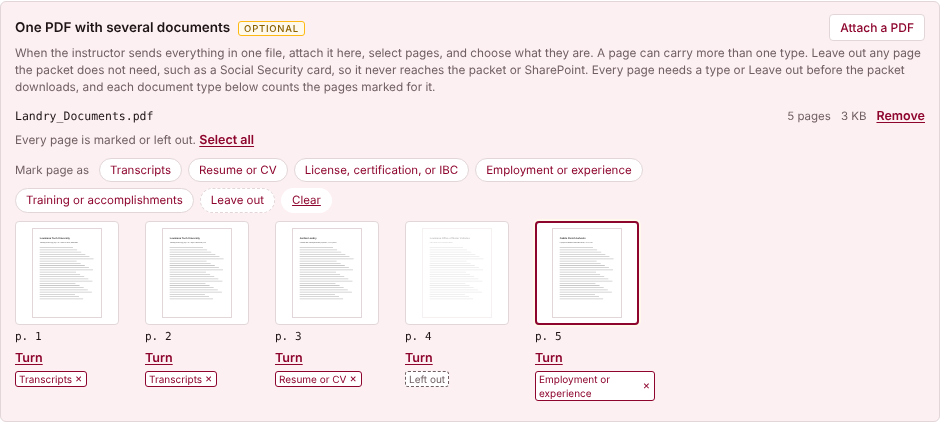 One PDF with several documents OPTIONAL Attach a PDF
When the instructor sends everything in one file, attach it here, select pages, and choose what they are. A page can carry more than one type. Leave out any page
the packet does not need, such as a Social Security card, so it never reaches the packet or SharePoint. Every page needs a type or Leave out before the packet
downloads, and each document type below counts the pages marked for it.
Landry_Documents.pdf 5 pages 3 KB Remove
Every page is marked or left out. Select all
Mark page as Transcripts Resume or CV License, certification, or IBC Employment or experience
Training or accomplishments Leave out Clear
p. 1 p. 2 p. 3 p. 4 p. 5
Turn Turn Turn Turn Turn
Transcripts × Transcripts × Resume or CV × Left out Employment or
experience ×